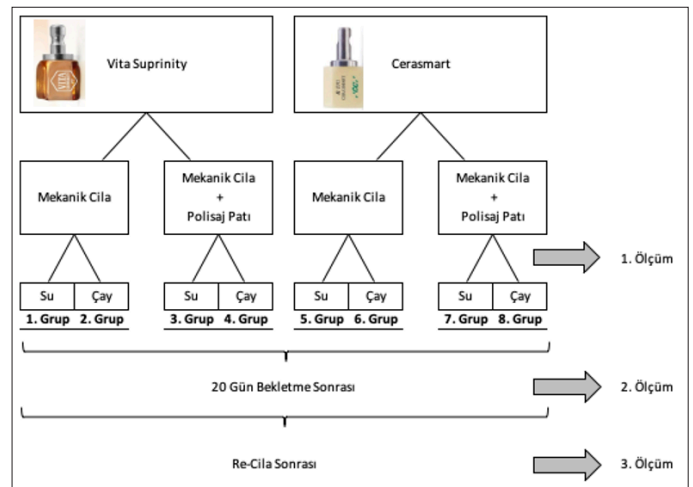 Vita Suprinity
Cerasmart
VITA
Mekanik Cila
Mekanik Cila
+
Polisaj Patı
Mekanik Cila
Mekanik Cila
+
Polisaj Patı
1. Ölçüm
Su Çay Su Çay Su Çay Su Çay
1. Grup 2. Grup 3. Grup 4. Grup 5. Grup 6. Grup 7. Grup 8. Grup
20 Gün Bekletme Sonrası
2. Ölçüm
Re-Cila Sonrası
3. Ölçüm